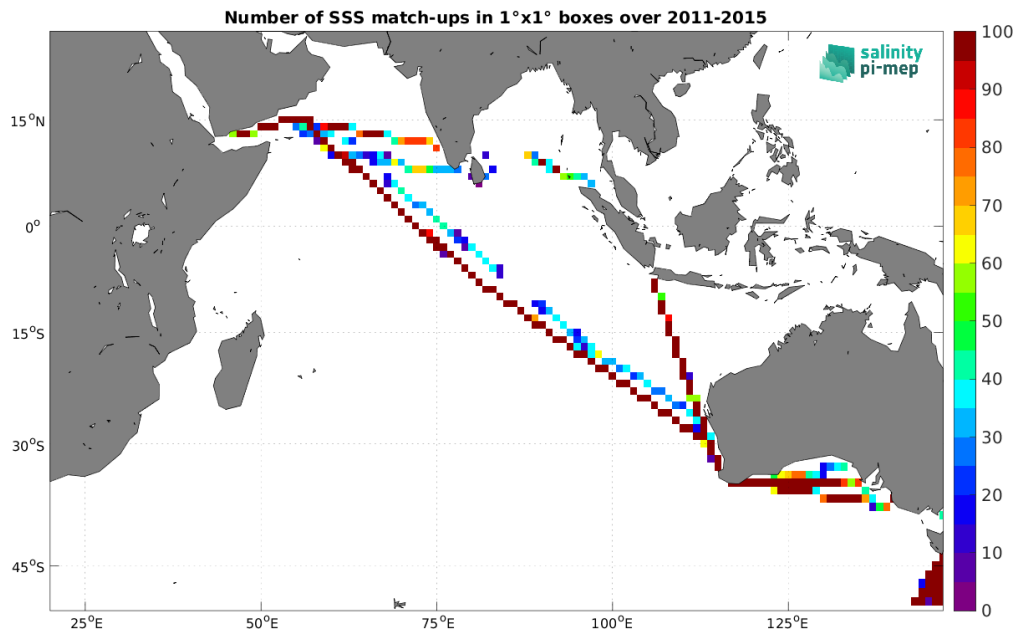 Number of SSS match-ups in 1°x1° boxes over 2011-2015
salinity
pi-mep
15°N
0°
15°S
30°S
45°S
25°E
50°E
75°E
100°E
125°E
100
90
80
70
60
50
40
30
20
10
0